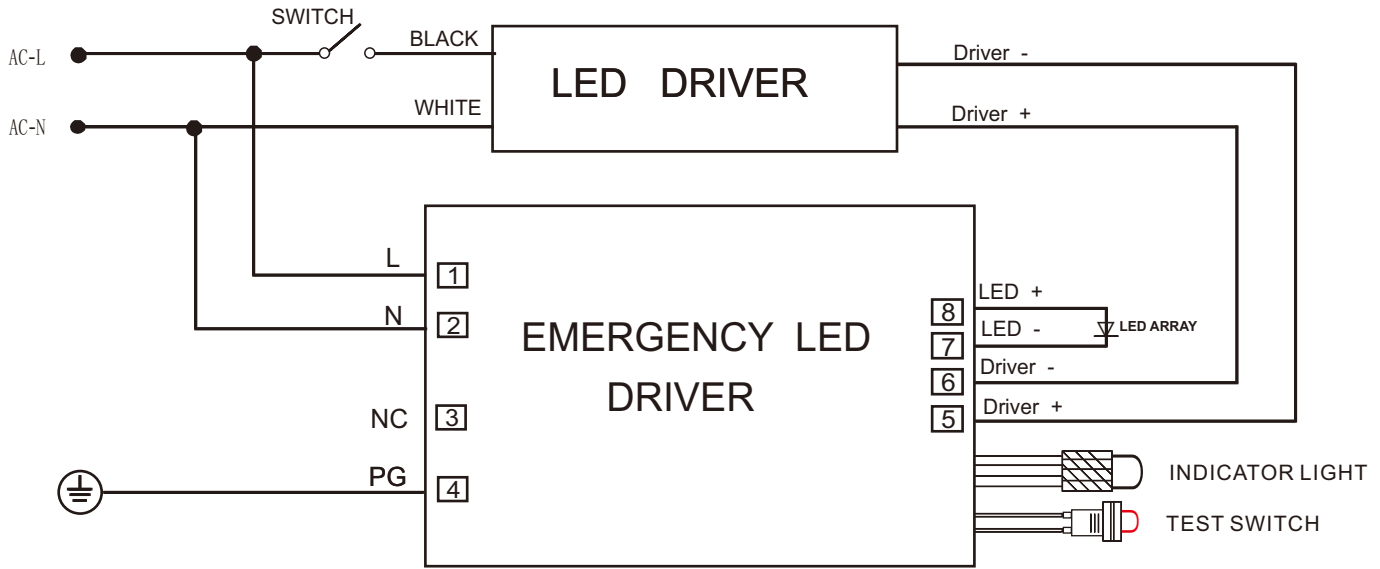 SWITCH
AC-L
BLACK
LED DRIVER
Driver -
AC-N
WHITE
Driver +
L
1
N
2
EMERGENCY LED
DRIVER
NC
3
PG
4
LED +
8
LED ARRAY
LED -
7
Driver -
6
Driver +
5
INDICATOR LIGHT
TEST SWITCH